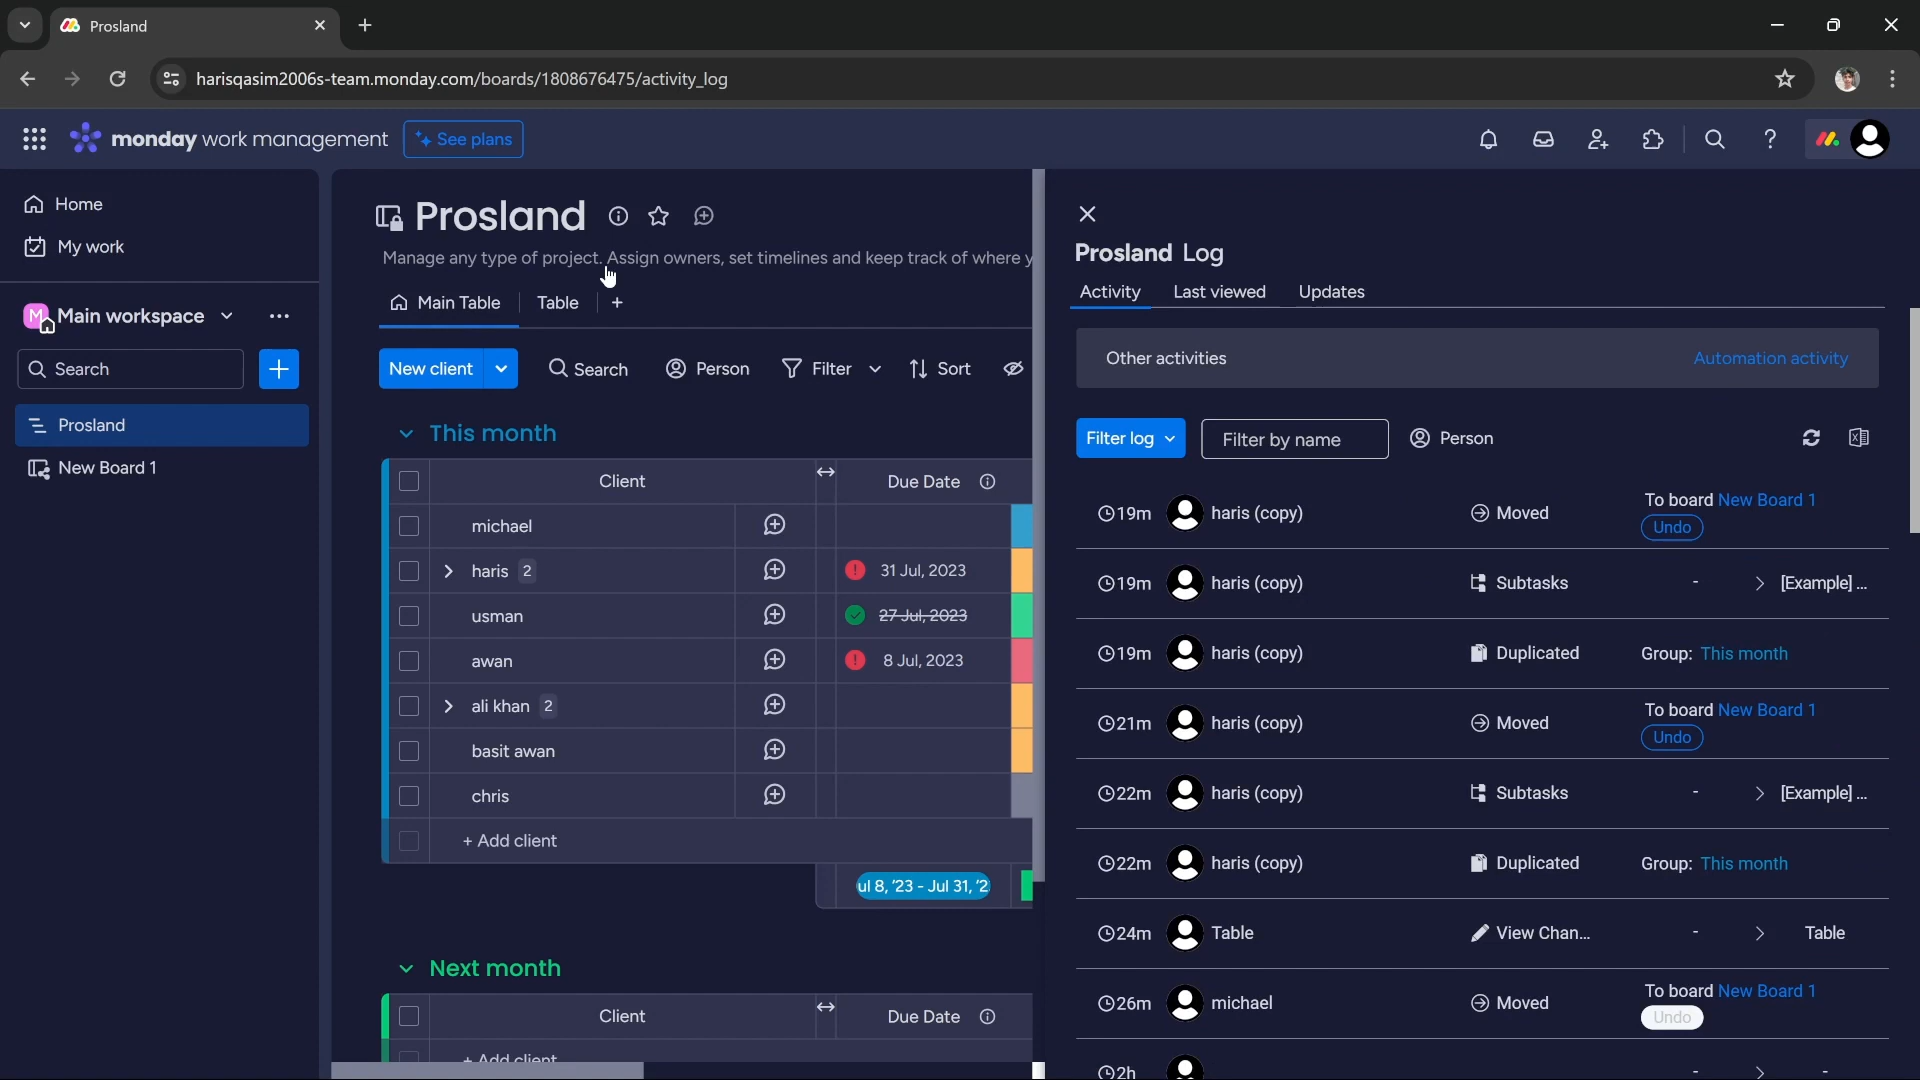 Prosland
harisqasim2006s-team.monday.com/boards/1808676475/activity_log
monday work management
See plans
Home
My work
M Main workspace
Search
Prosland
New Board 1
Prosland
Manage any type of project. Assign owners, set timelines and keep track of where y
Main Table
Table
New client
Search
Person
Filter
Sort
This month
Client
Due Date
michael
haris 2
31 Jul, 2023
usman
27 Jul, 2023
awan
8 Jul, 2023
ali khan 2
basit awan
chris
+ Add client
ul 8, '23 - Jul 31, '2
Next month
Client
Due Date
+ Add client
Prosland Log
Activity
Last viewed
Updates
Other activities
Automation activity
Filter log
Filter by name
Person
19m
haris (copy)
Moved
To board New Board 1
Undo
19m
haris (copy)
Subtasks
-
[Example] ...
19m
haris (copy)
Duplicated
Group: This month
21m
haris (copy)
Moved
To board New Board 1
Undo
22m
haris (copy)
Subtasks
-
[Example] ...
22m
haris (copy)
Duplicated
Group: This month
24m
Table
View Chan...
-
Table
26m
michael
Moved
To board New Board 1
Undo
2h
-
-